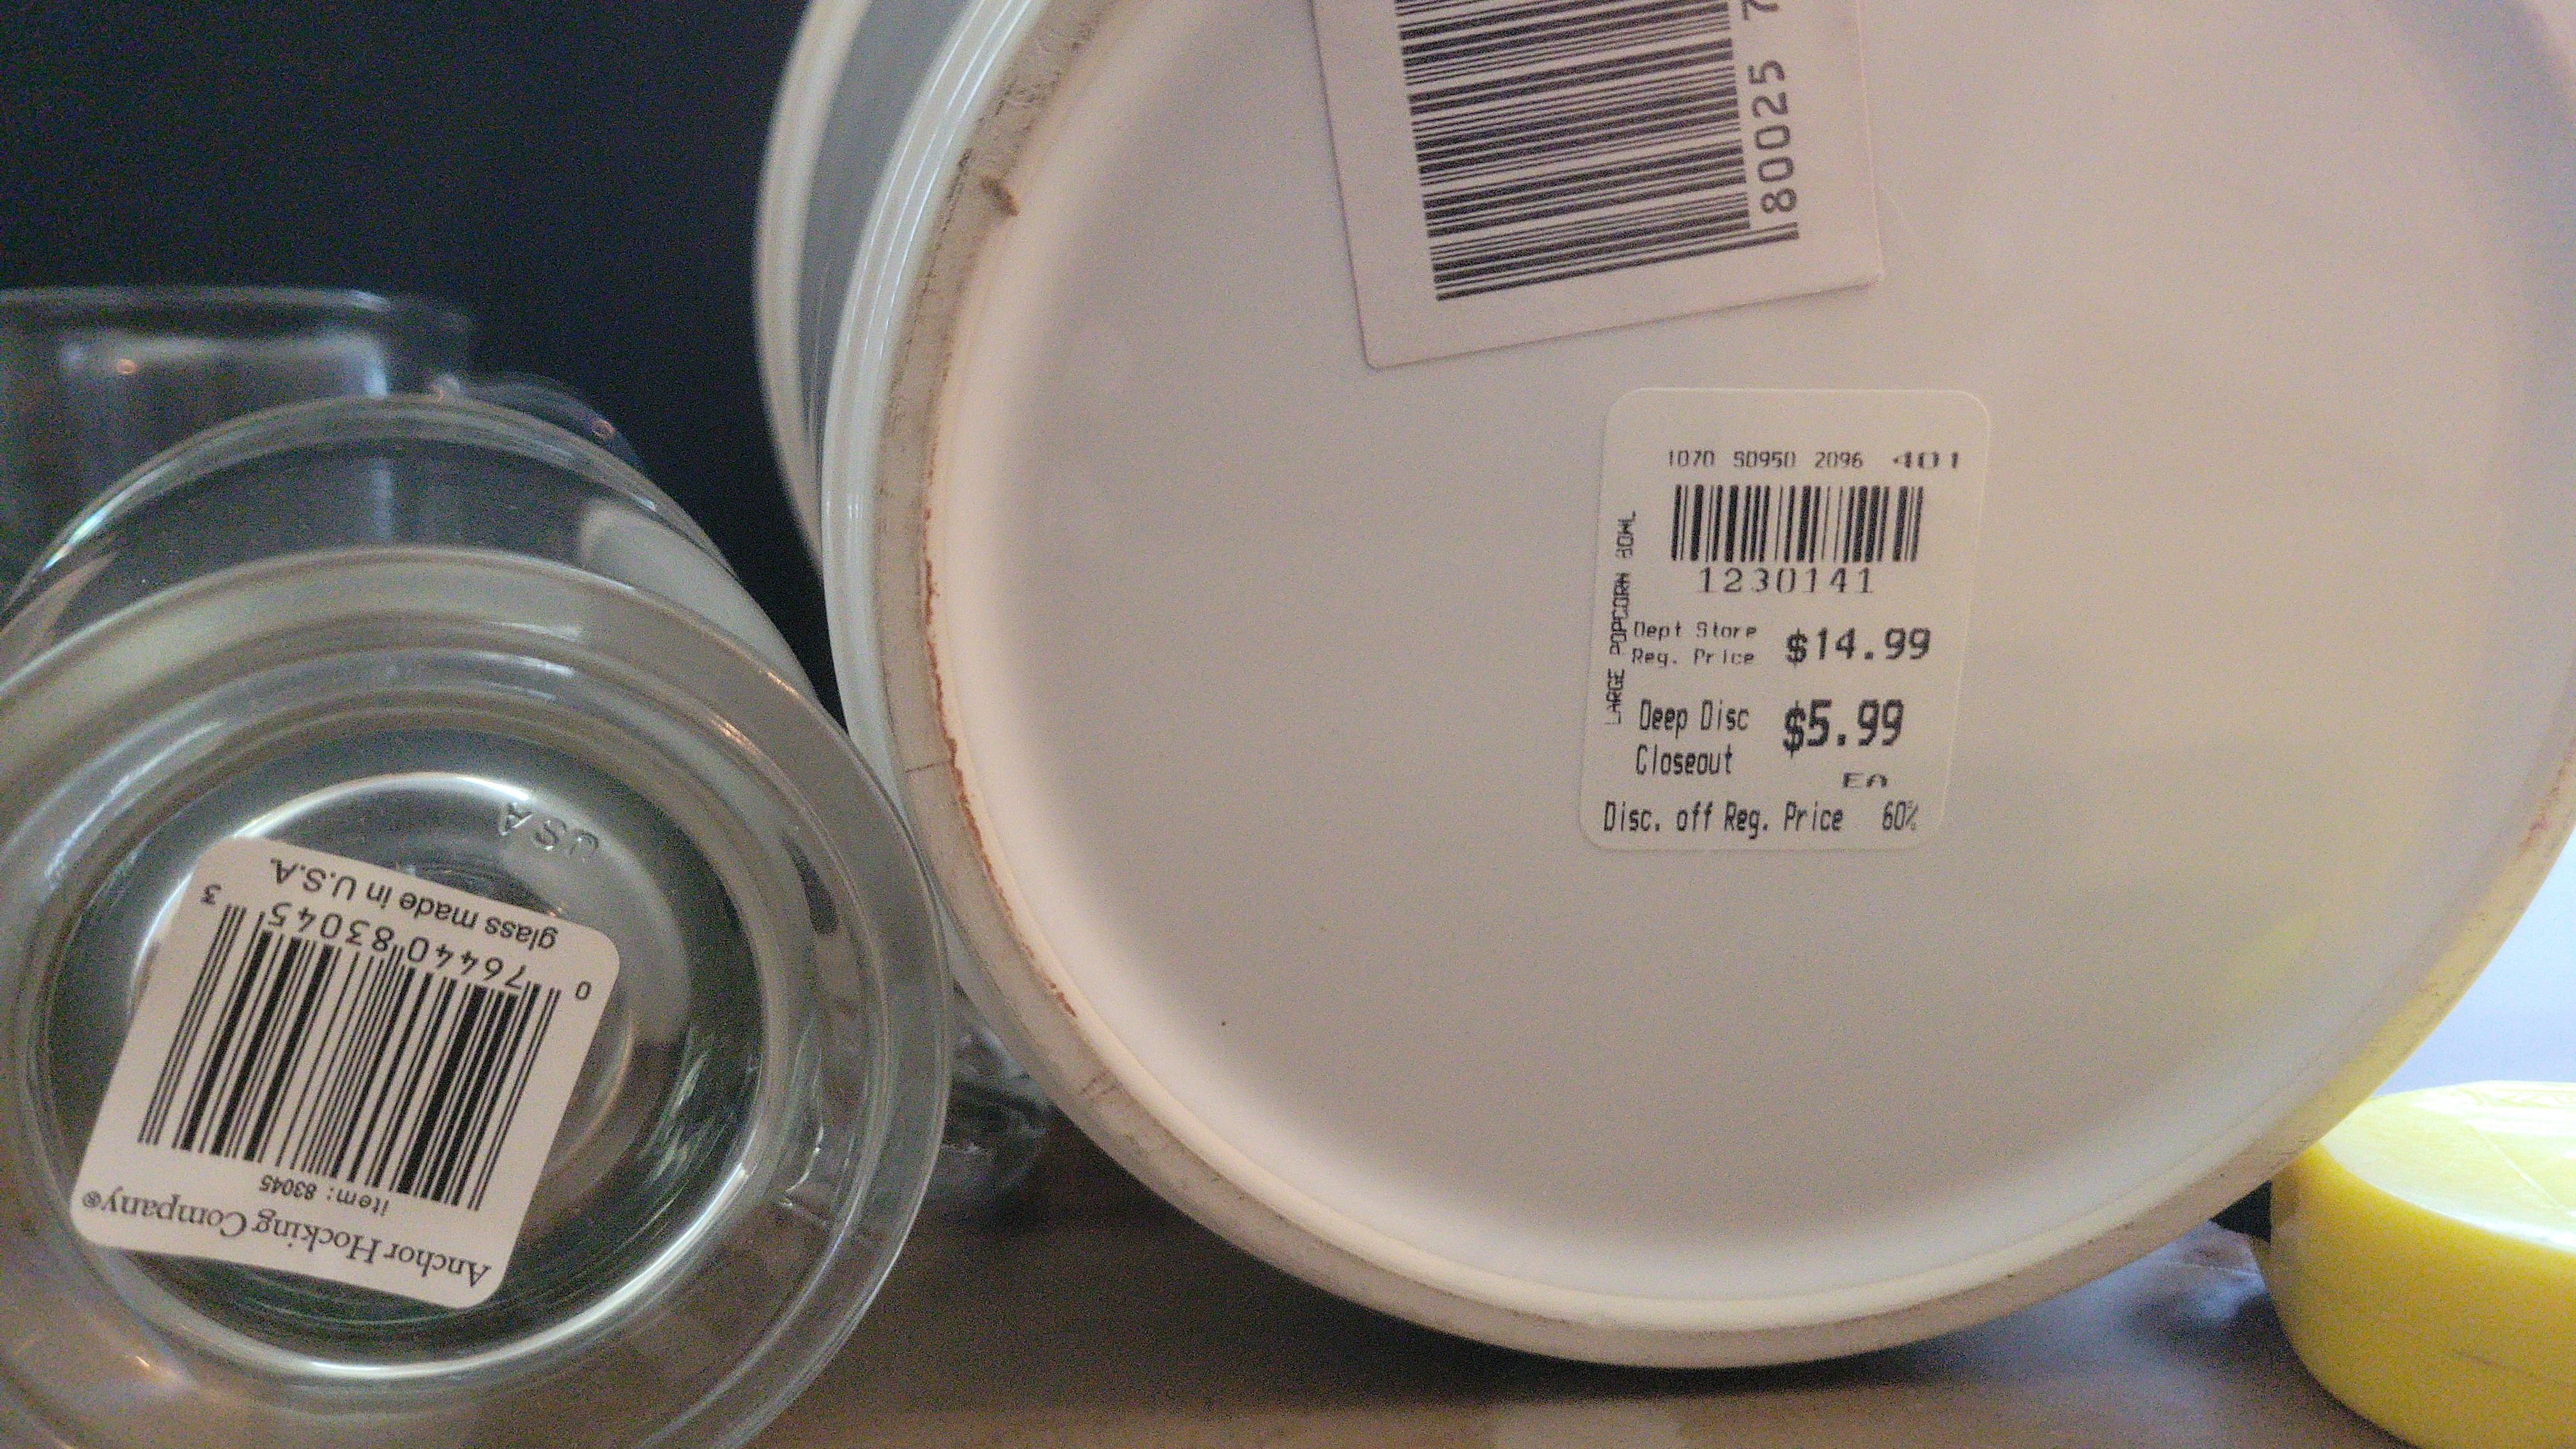 80025 7
1070 S0950 2096 401
1230141
LARGE POPCORN BOWL
Dept Store
Reg. Price $14.99
Deep Disc
Closeout $5.99
EA
Disc. off Reg. Price 60%
USA
Anchor Hocking Company®
item: 83045
0 76440 83045 3
glass made in U.S.A.